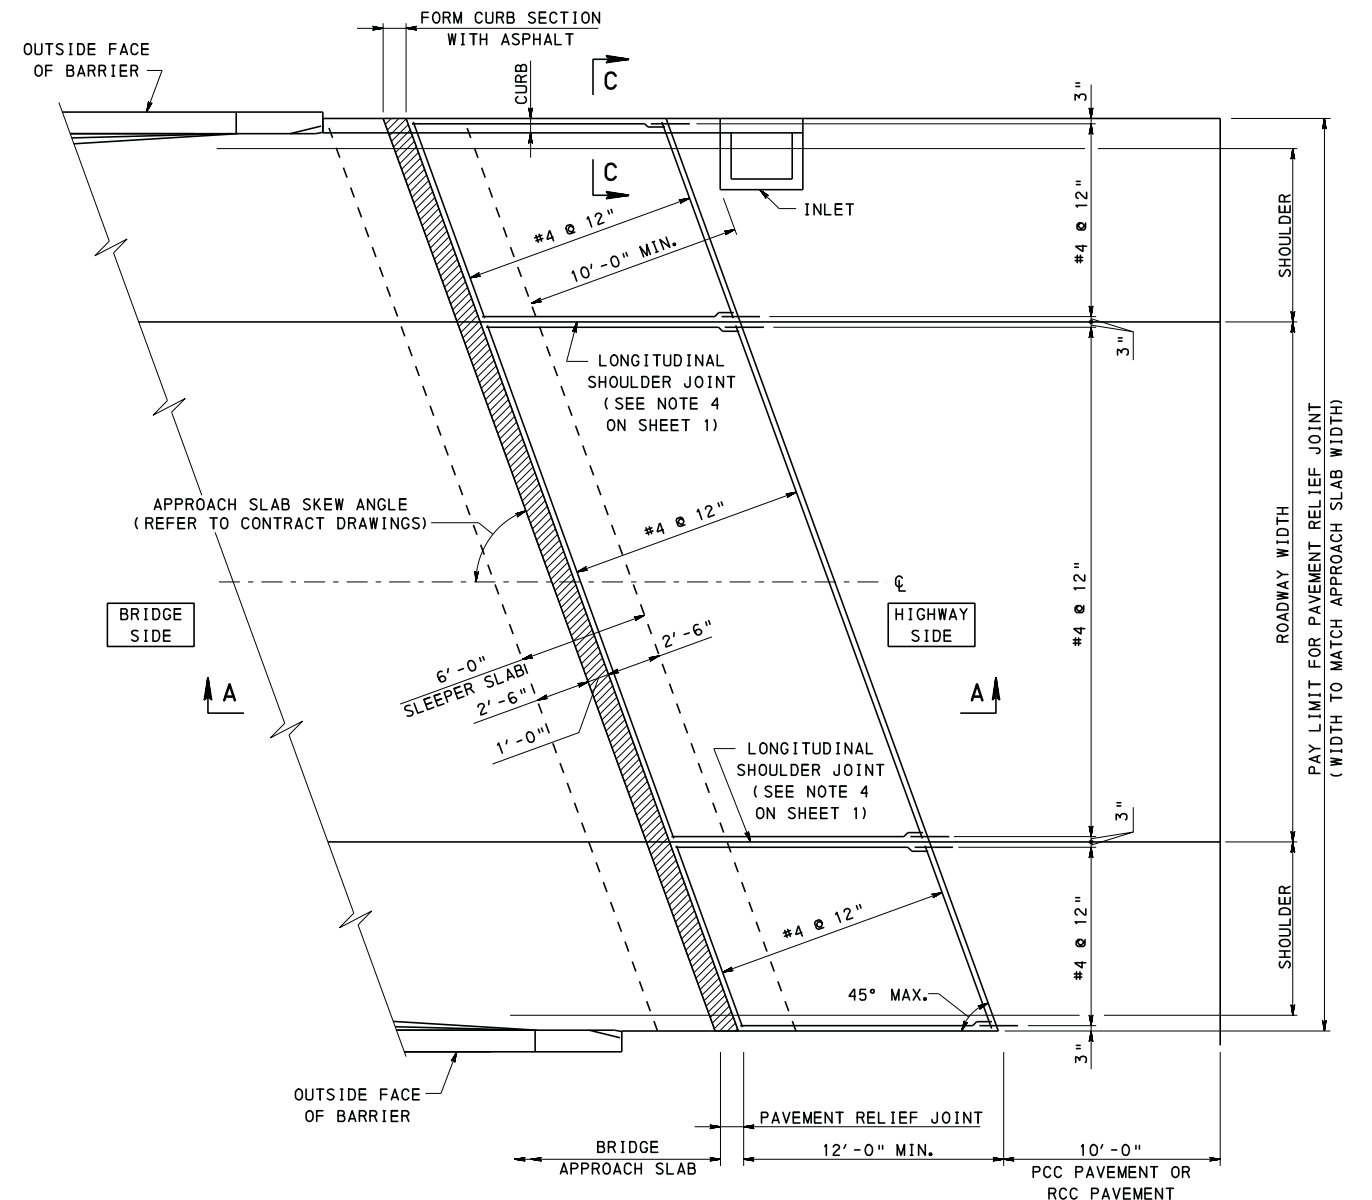 FORM CURB SECTION
WITH ASPHALT
OUTSIDE FACE
OF BARRIER
CURB
C
3"
C
INLET
#4 @ 12"
10'-0" MIN.
#4 @ 12"
SHOULDER
LONGITUDINAL
SHOULDER JOINT
(SEE NOTE 4
ON SHEET 1)
3"
APPROACH SLAB SKEW ANGLE
(REFER TO CONTRACT DRAWINGS)
#4 @ 12"
#4 @ 12"
ROADWAY WIDTH
PAY LIMIT FOR PAVEMENT RELIEF JOINT
(WIDTH TO MATCH APPROACH SLAB WIDTH)
℄
BRIDGE
SIDE
HIGHWAY
SIDE
6'-0"
SLEEPER SLAB
2'-6"
2'-6"
1'-0"
A
A
LONGITUDINAL
SHOULDER JOINT
(SEE NOTE 4
ON SHEET 1)
3"
#4 @ 12"
#4 @ 12"
SHOULDER
45° MAX.
3"
OUTSIDE FACE
OF BARRIER
PAVEMENT RELIEF JOINT
BRIDGE
APPROACH SLAB
12'-0" MIN.
10'-0"
PCC PAVEMENT OR
RCC PAVEMENT